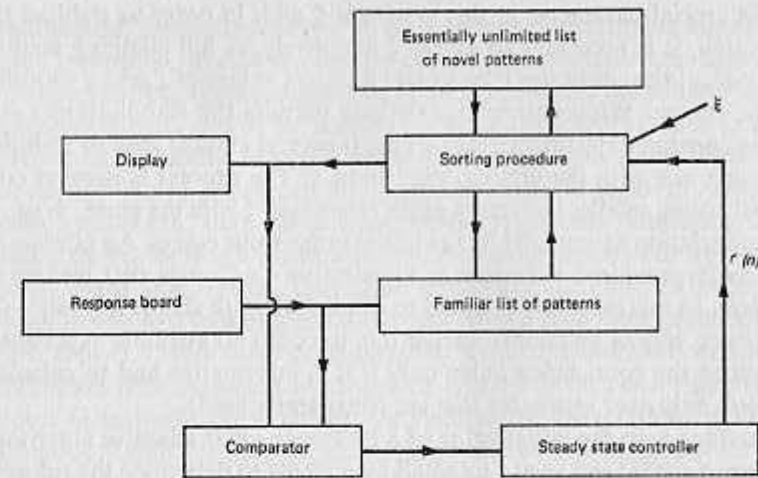 Essentially unlimited list
of novel patterns
ξ
Display
Sorting procedure
r (n)
Response board
Familiar list of patterns
Comparator
Steady state controller